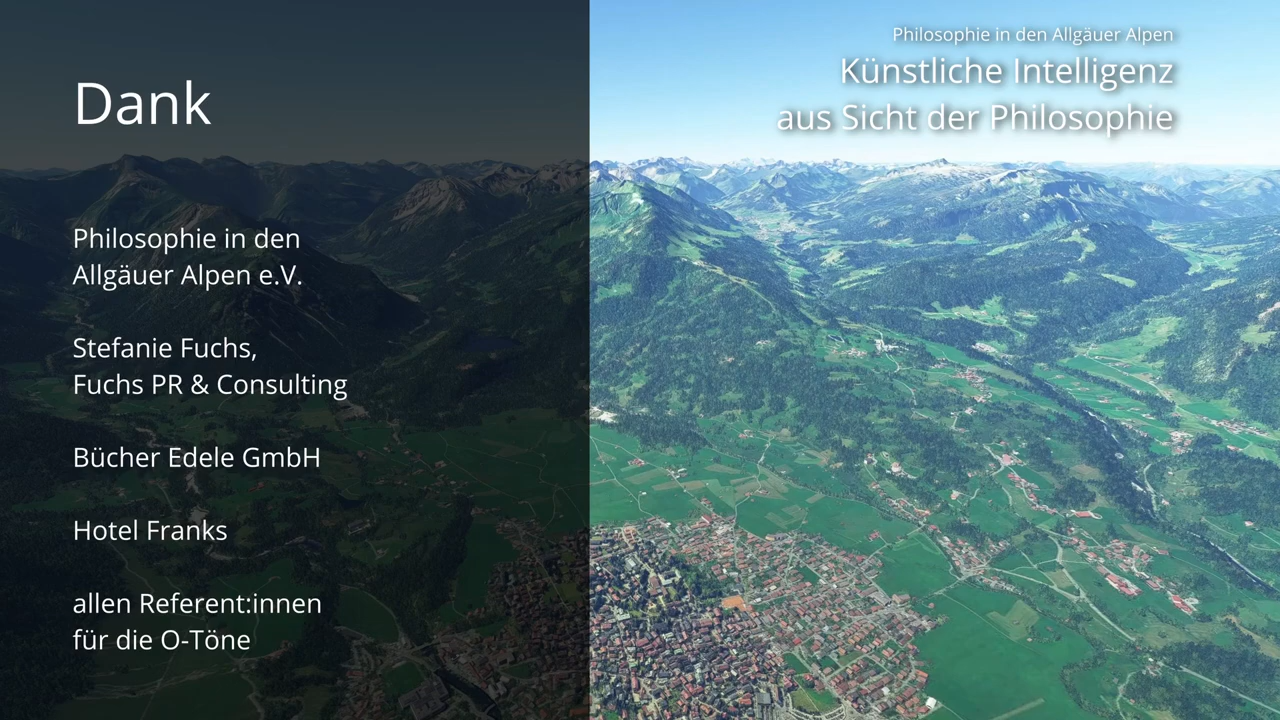 Dank
Philosophie in den
Allgäuer Alpen e.V.
Stefanie Fuchs,
Fuchs PR & Consulting
Bücher Edele GmbH
Hotel Franks
allen Referent:innen
für die O-Töne
Philosophie in den Allgäuer Alpen
Künstliche Intelligenz
aus Sicht der Philosophie